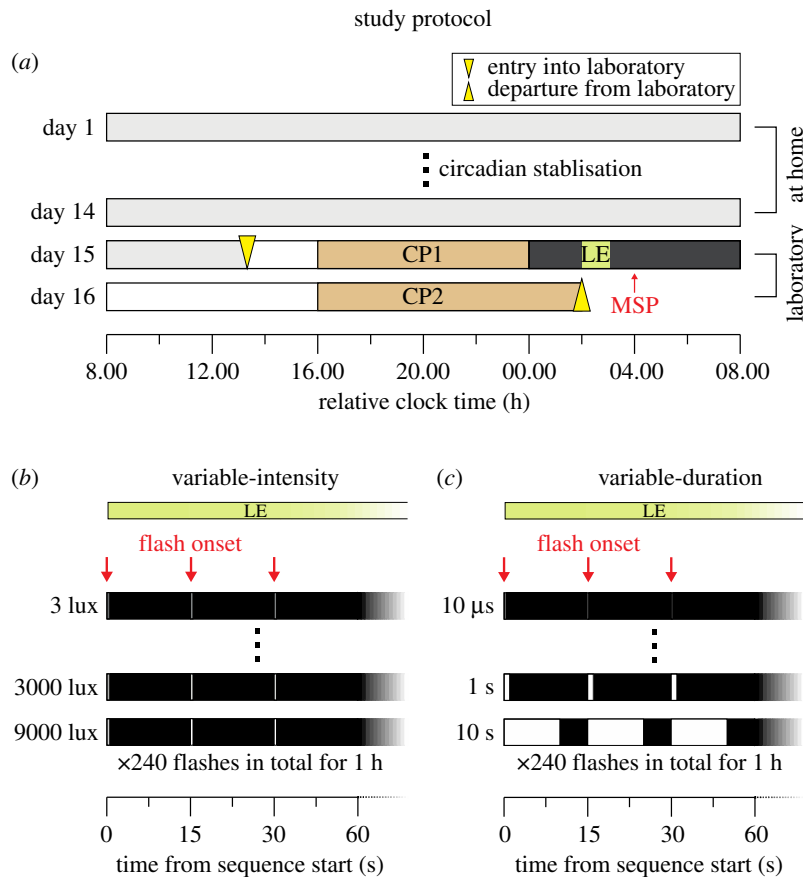 study protocol
(a)
entry into laboratory
departure from laboratory
day 1
circadian stablisation
day 14
at home
day 15
CP1
LE
day 16
CP2
MSP
laboratory
8.00 12.00 16.00 20.00 00.00 04.00 08.00
relative clock time (h)
(b) variable-intensity
LE
flash onset
3 lux
3000 lux
9000 lux
×240 flashes in total for 1 h
0 15 30 60
time from sequence start (s)
(c) variable-duration
LE
flash onset
10 µs
1 s
10 s
×240 flashes in total for 1 h
0 15 30 60
time from sequence start (s)